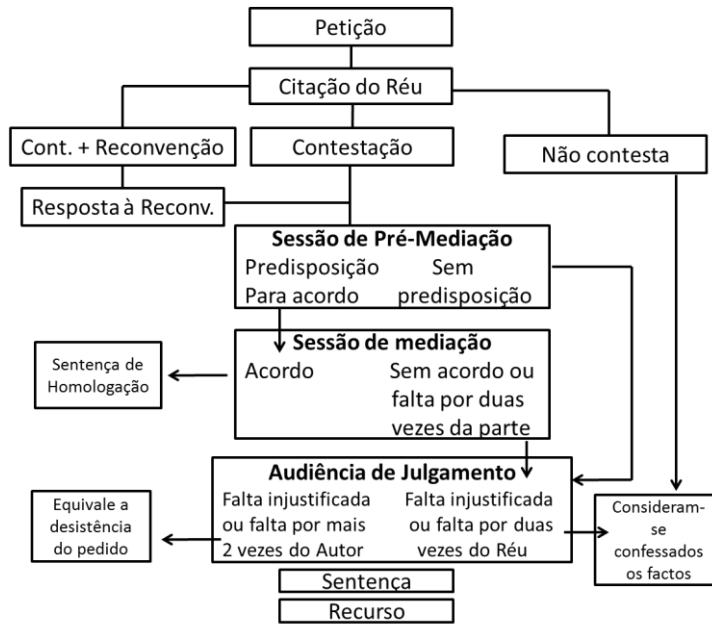 Petição
Citação do Réu
Cont. + Reconvenção
Contestação
Não contesta
Resposta à Reconv.
Sessão de Pré-Mediação
Predisposição
Para acordo
Sem
predisposição
Sessão de mediação
Acordo
Sem acordo ou
falta por duas
vezes da parte
Sentença de
Homologação
Audiência de Julgamento
Falta injustificada
ou falta por mais
2 vezes do Autor
Falta injustificada
ou falta por duas
vezes do Réu
Equivale a
desistência
do pedido
Consideram-
se
confessados
os factos
Sentença
Recurso